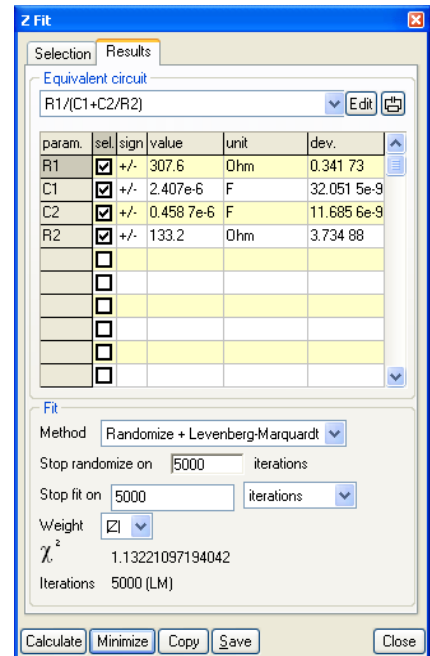 Z Fit
Selection Results
Equivalent circuit
R1/(C1+C2/R2) Edit
param. sel. sign value unit dev.
R1 +/- 307.6 Ohm 0.341 73
C1 +/- 2.407e-6 F 32.051 5e-9
C2 +/- 0.458 7e-6 F 11.685 6e-9
R2 +/- 133.2 Ohm 3.734 88
Fit
Method Randomize + Levenberg-Marquardt
Stop randomize on 5000 iterations
Stop fit on 5000 iterations
Weight |Z|
χ² 1.13221097194042
Iterations 5000 (LM)
Calculate Minimize Copy Save Close